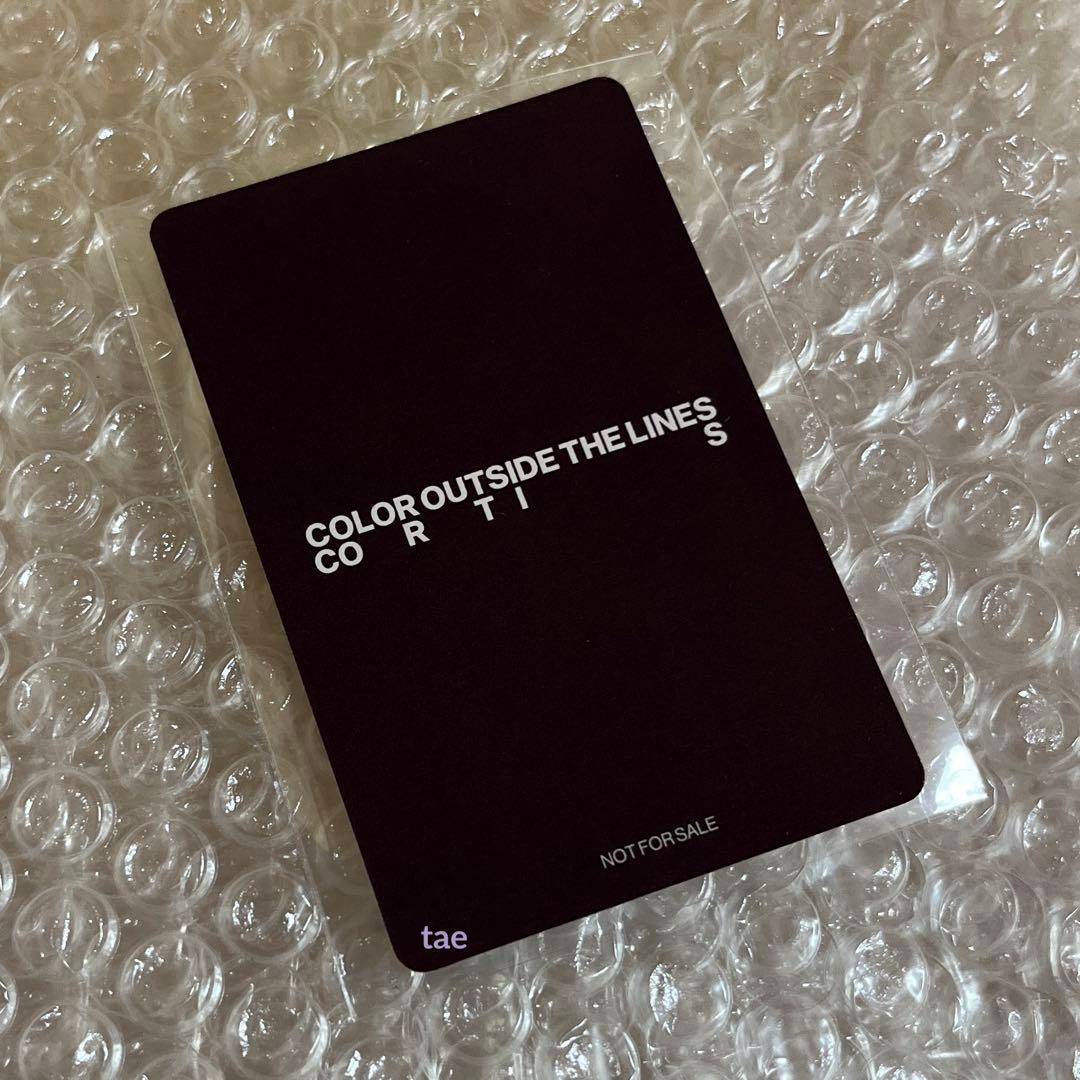 COLOR OUTSIDE THE LINES
CO R T I S
NOT FOR SALE
tae